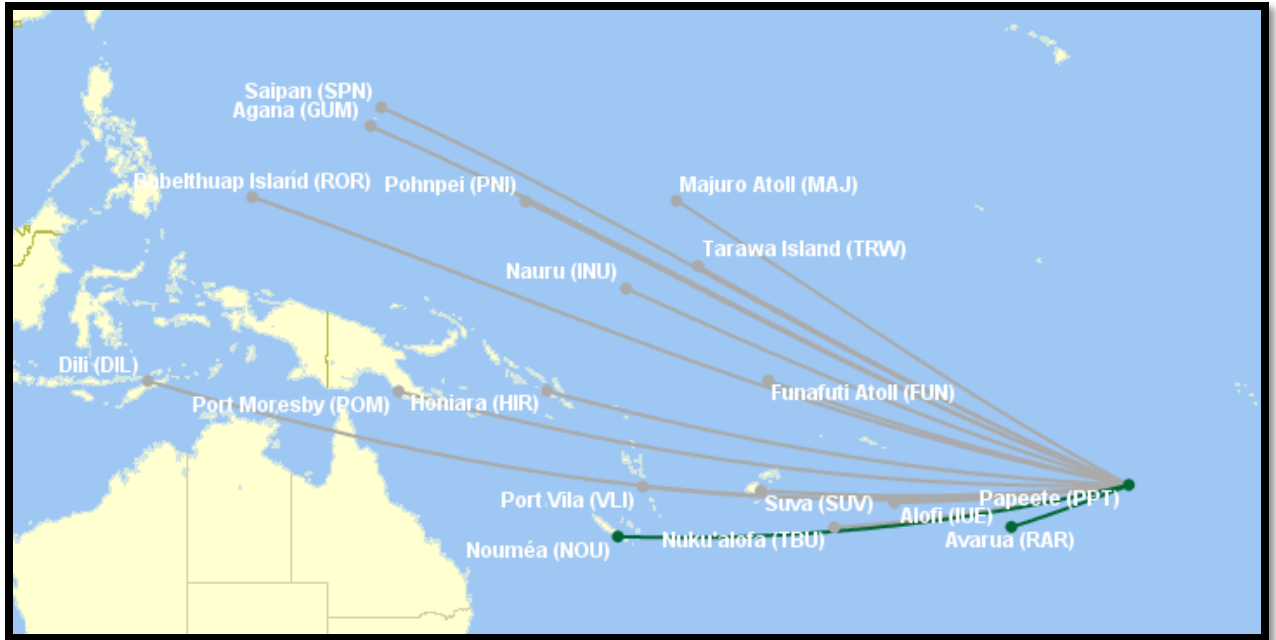 Saipan (SPN)
Agana (GUM)
Babelthuap Island (ROR)
Pohnpei (PNI)
Majuro Atoll (MAJ)
Tarawa Island (TRW)
Nauru (INU)
Dili (DIL)
Port Moresby (POM)
Honiara (HIR)
Funafuti Atoll (FUN)
Port Vila (VLI)
Suva (SUV)
Papeete (PPT)
Alofi (IUE)
Nouméa (NOU)
Nuku'alofa (TBU)
Avarua (RAR)